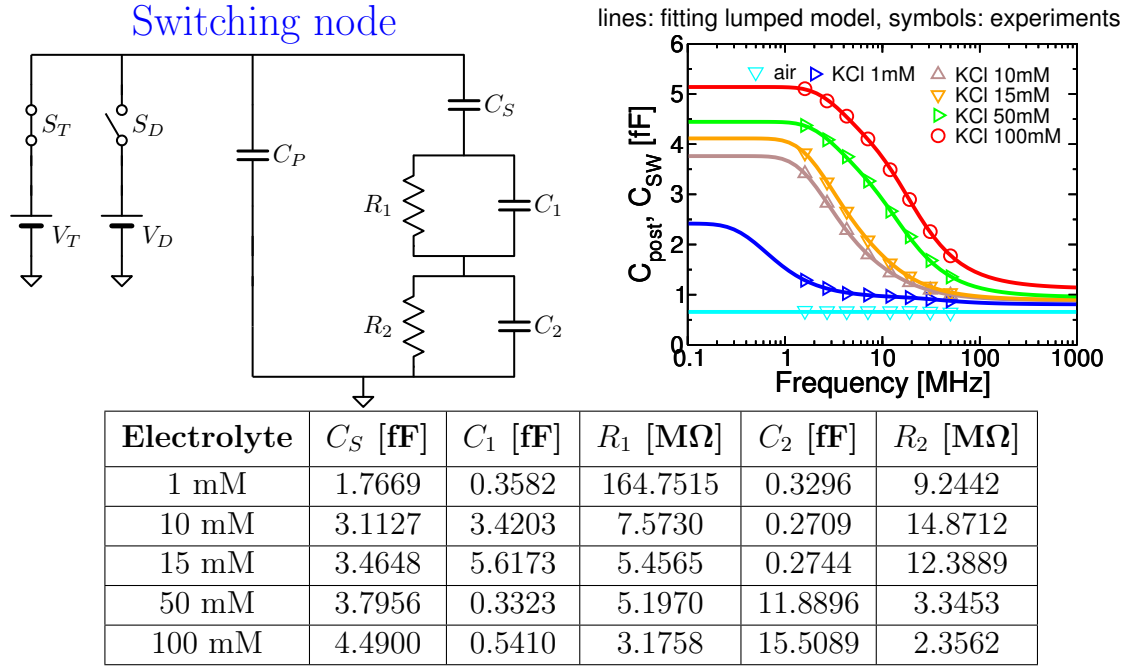 Switching node
S_T
S_D
V_T
V_D
C_P
C_S
R_1
C_1
R_2
C_2
lines: fitting lumped model, symbols: experiments
air
KCl 1mM
KCl 10mM
KCl 15mM
KCl 50mM
KCl 100mM
C_post, C_SW [fF]
6
5
4
3
2
1
0
0.1 1 10 100 1000
Frequency [MHz]
Electrolyte C_S [fF] C_1 [fF] R_1 [MΩ] C_2 [fF] R_2 [MΩ]
1 mM 1.7669 0.3582 164.7515 0.3296 9.2442
10 mM 3.1127 3.4203 7.5730 0.2709 14.8712
15 mM 3.4648 5.6173 5.4565 0.2744 12.3889
50 mM 3.7956 0.3323 5.1970 11.8896 3.3453
100 mM 4.4900 0.5410 3.1758 15.5089 2.3562